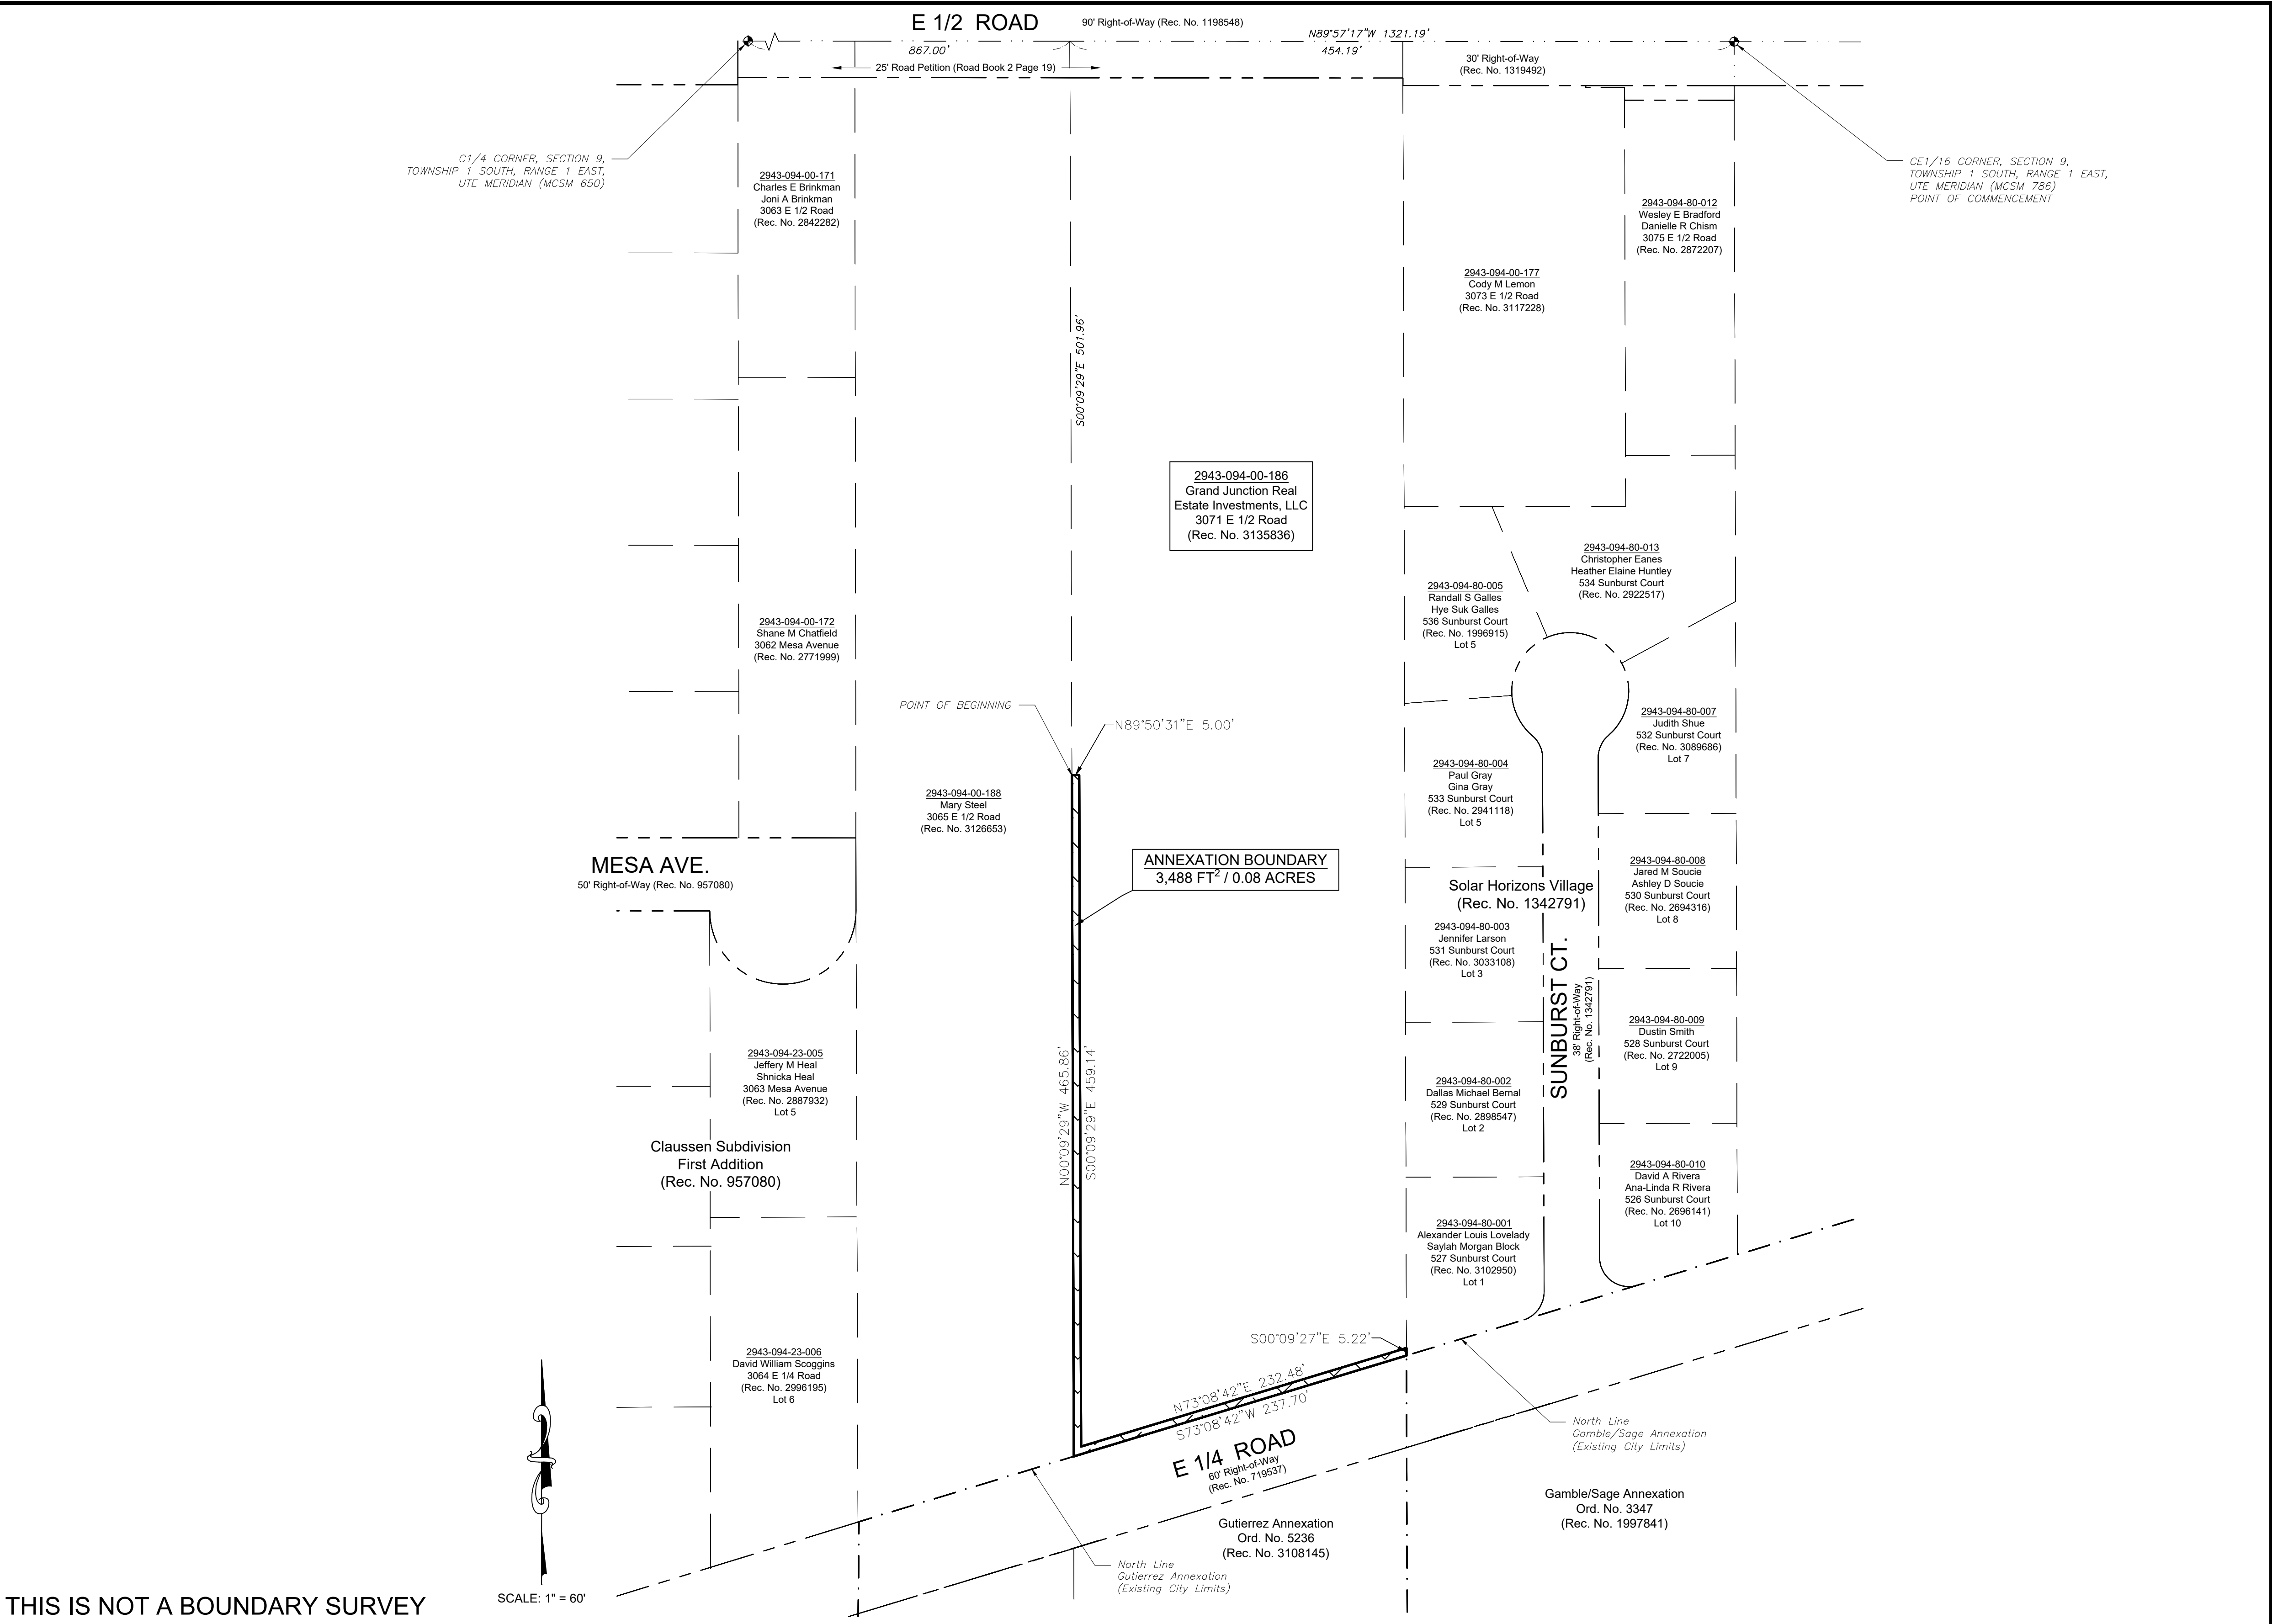 E 1/2 ROAD
90' Right-of-Way (Rec. No. 1198548)
N89°57'17"W 1321.19'
867.00'
454.19'
25' Road Petition (Road Book 2 Page 19)
30' Right-of-Way
(Rec. No. 1319492)
C1/4 CORNER, SECTION 9,
TOWNSHIP 1 SOUTH, RANGE 1 EAST,
UTE MERIDIAN (MCSM 650)
CE1/16 CORNER, SECTION 9,
TOWNSHIP 1 SOUTH, RANGE 1 EAST,
UTE MERIDIAN (MCSM 786)
POINT OF COMMENCEMENT
2943-094-00-171
Charles E Brinkman
Joni A Brinkman
3063 E 1/2 Road
(Rec. No. 2842282)
2943-094-80-012
Wesley E Bradford
Danielle R Chism
3075 E 1/2 Road
(Rec. No. 2872207)
2943-094-00-177
Cody M Lemon
3073 E 1/2 Road
(Rec. No. 3117228)
S00°09'29"E 501.96'
2943-094-00-186
Grand Junction Real
Estate Investments, LLC
3071 E 1/2 Road
(Rec. No. 3135836)
2943-094-80-013
Christopher Eanes
Heather Elaine Huntley
534 Sunburst Court
(Rec. No. 2922517)
2943-094-80-005
Randall S Galles
Hye Suk Galles
536 Sunburst Court
(Rec. No. 1996915)
Lot 5
2943-094-00-172
Shane M Chatfield
3062 Mesa Avenue
(Rec. No. 2771999)
POINT OF BEGINNING
N89°50'31"E 5.00'
2943-094-80-007
Judith Shue
532 Sunburst Court
(Rec. No. 3089686)
Lot 7
2943-094-80-004
Paul Gray
Gina Gray
533 Sunburst Court
(Rec. No. 2941118)
Lot 5
2943-094-00-188
Mary Steel
3065 E 1/2 Road
(Rec. No. 3126653)
MESA AVE.
50' Right-of-Way (Rec. No. 957080)
ANNEXATION BOUNDARY
3,488 FT2 / 0.08 ACRES
Solar Horizons Village
(Rec. No. 1342791)
2943-094-80-008
Jared M Soucie
Ashley D Soucie
530 Sunburst Court
(Rec. No. 2694316)
Lot 8
2943-094-80-003
Jennifer Larson
531 Sunburst Court
(Rec. No. 3033108)
Lot 3
SUNBURST CT.
38' Right-of-Way
(Rec. No. 1342791)
2943-094-80-009
Dustin Smith
528 Sunburst Court
(Rec. No. 2722005)
Lot 9
2943-094-23-005
Jeffery M Heal
Shnicka Heal
3063 Mesa Avenue
(Rec. No. 2887932)
Lot 5
N00°09'29"W 465.86'
S00°09'29"E 459.14'
2943-094-80-002
Dallas Michael Bernal
529 Sunburst Court
(Rec. No. 2898547)
Lot 2
Claussen Subdivision
First Addition
(Rec. No. 957080)
2943-094-80-010
David A Rivera
Ana-Linda R Rivera
526 Sunburst Court
(Rec. No. 2696141)
Lot 10
2943-094-80-001
Alexander Louis Lovelady
Saylah Morgan Block
527 Sunburst Court
(Rec. No. 3102950)
Lot 1
S00°09'27"E 5.22'
2943-094-23-006
David William Scoggins
3064 E 1/4 Road
(Rec. No. 2996195)
Lot 6
N73°08'42"E 232.48'
S73°08'42"W 237.70'
E 1/4 ROAD
60' Right-of-Way
(Rec. No. 719537)
North Line
Gamble/Sage Annexation
(Existing City Limits)
Gamble/Sage Annexation
Ord. No. 3347
(Rec. No. 1997841)
Gutierrez Annexation
Ord. No. 5236
(Rec. No. 3108145)
North Line
Gutierrez Annexation
(Existing City Limits)
SCALE: 1" = 60'
THIS IS NOT A BOUNDARY SURVEY